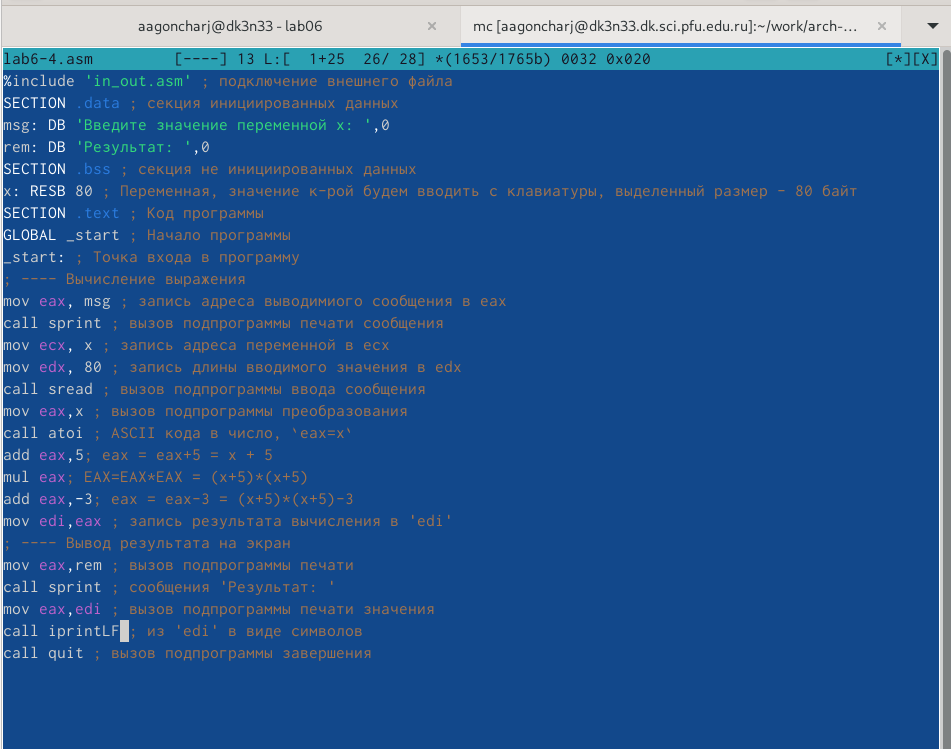 aagoncharj@dk3n33 - lab06
mc [aagoncharj@dk3n33.dk.sci.pfu.edu.ru]:~/work/arch-...
lab6-4.asm [----] 13 L:[ 1+25 26/ 28] *(1653/1765b) 0032 0x020 [*][X]
%include 'in_out.asm' ; подключение внешнего файла
SECTION .data ; секция инициированных данных
msg: DB 'Введите значение переменной х: ',0
rem: DB 'Результат: ',0
SECTION .bss ; секция не инициированных данных
x: RESB 80 ; Переменная, значение к-рой будем вводить с клавиатуры, выделенный размер - 80 байт
SECTION .text ; Код программы
GLOBAL _start ; Начало программы
_start: ; Точка входа в программу
; ---- Вычисление выражения
mov eax, msg ; запись адреса выводимиого сообщения в eax
call sprint ; вызов подпрограммы печати сообщения
mov ecx, x ; запись адреса переменной в ecx
mov edx, 80 ; запись длины вводимого значения в edx
call sread ; вызов подпрограммы ввода сообщения
mov eax,x ; вызов подпрограммы преобразования
call atoi ; ASCII кода в число, `eax=x`
add eax,5; eax = eax+5 = x + 5
mul eax; EAX=EAX*EAX = (x+5)*(x+5)
add eax,-3; eax = eax-3 = (x+5)*(x+5)-3
mov edi,eax ; запись результата вычисления в 'edi'
; ---- Вывод результата на экран
mov eax,rem ; вызов подпрограммы печати
call sprint ; сообщения 'Результат: '
mov eax,edi ; вызов подпрограммы печати значения
call iprintLF ; из 'edi' в виде символов
call quit ; вызов подпрограммы завершения